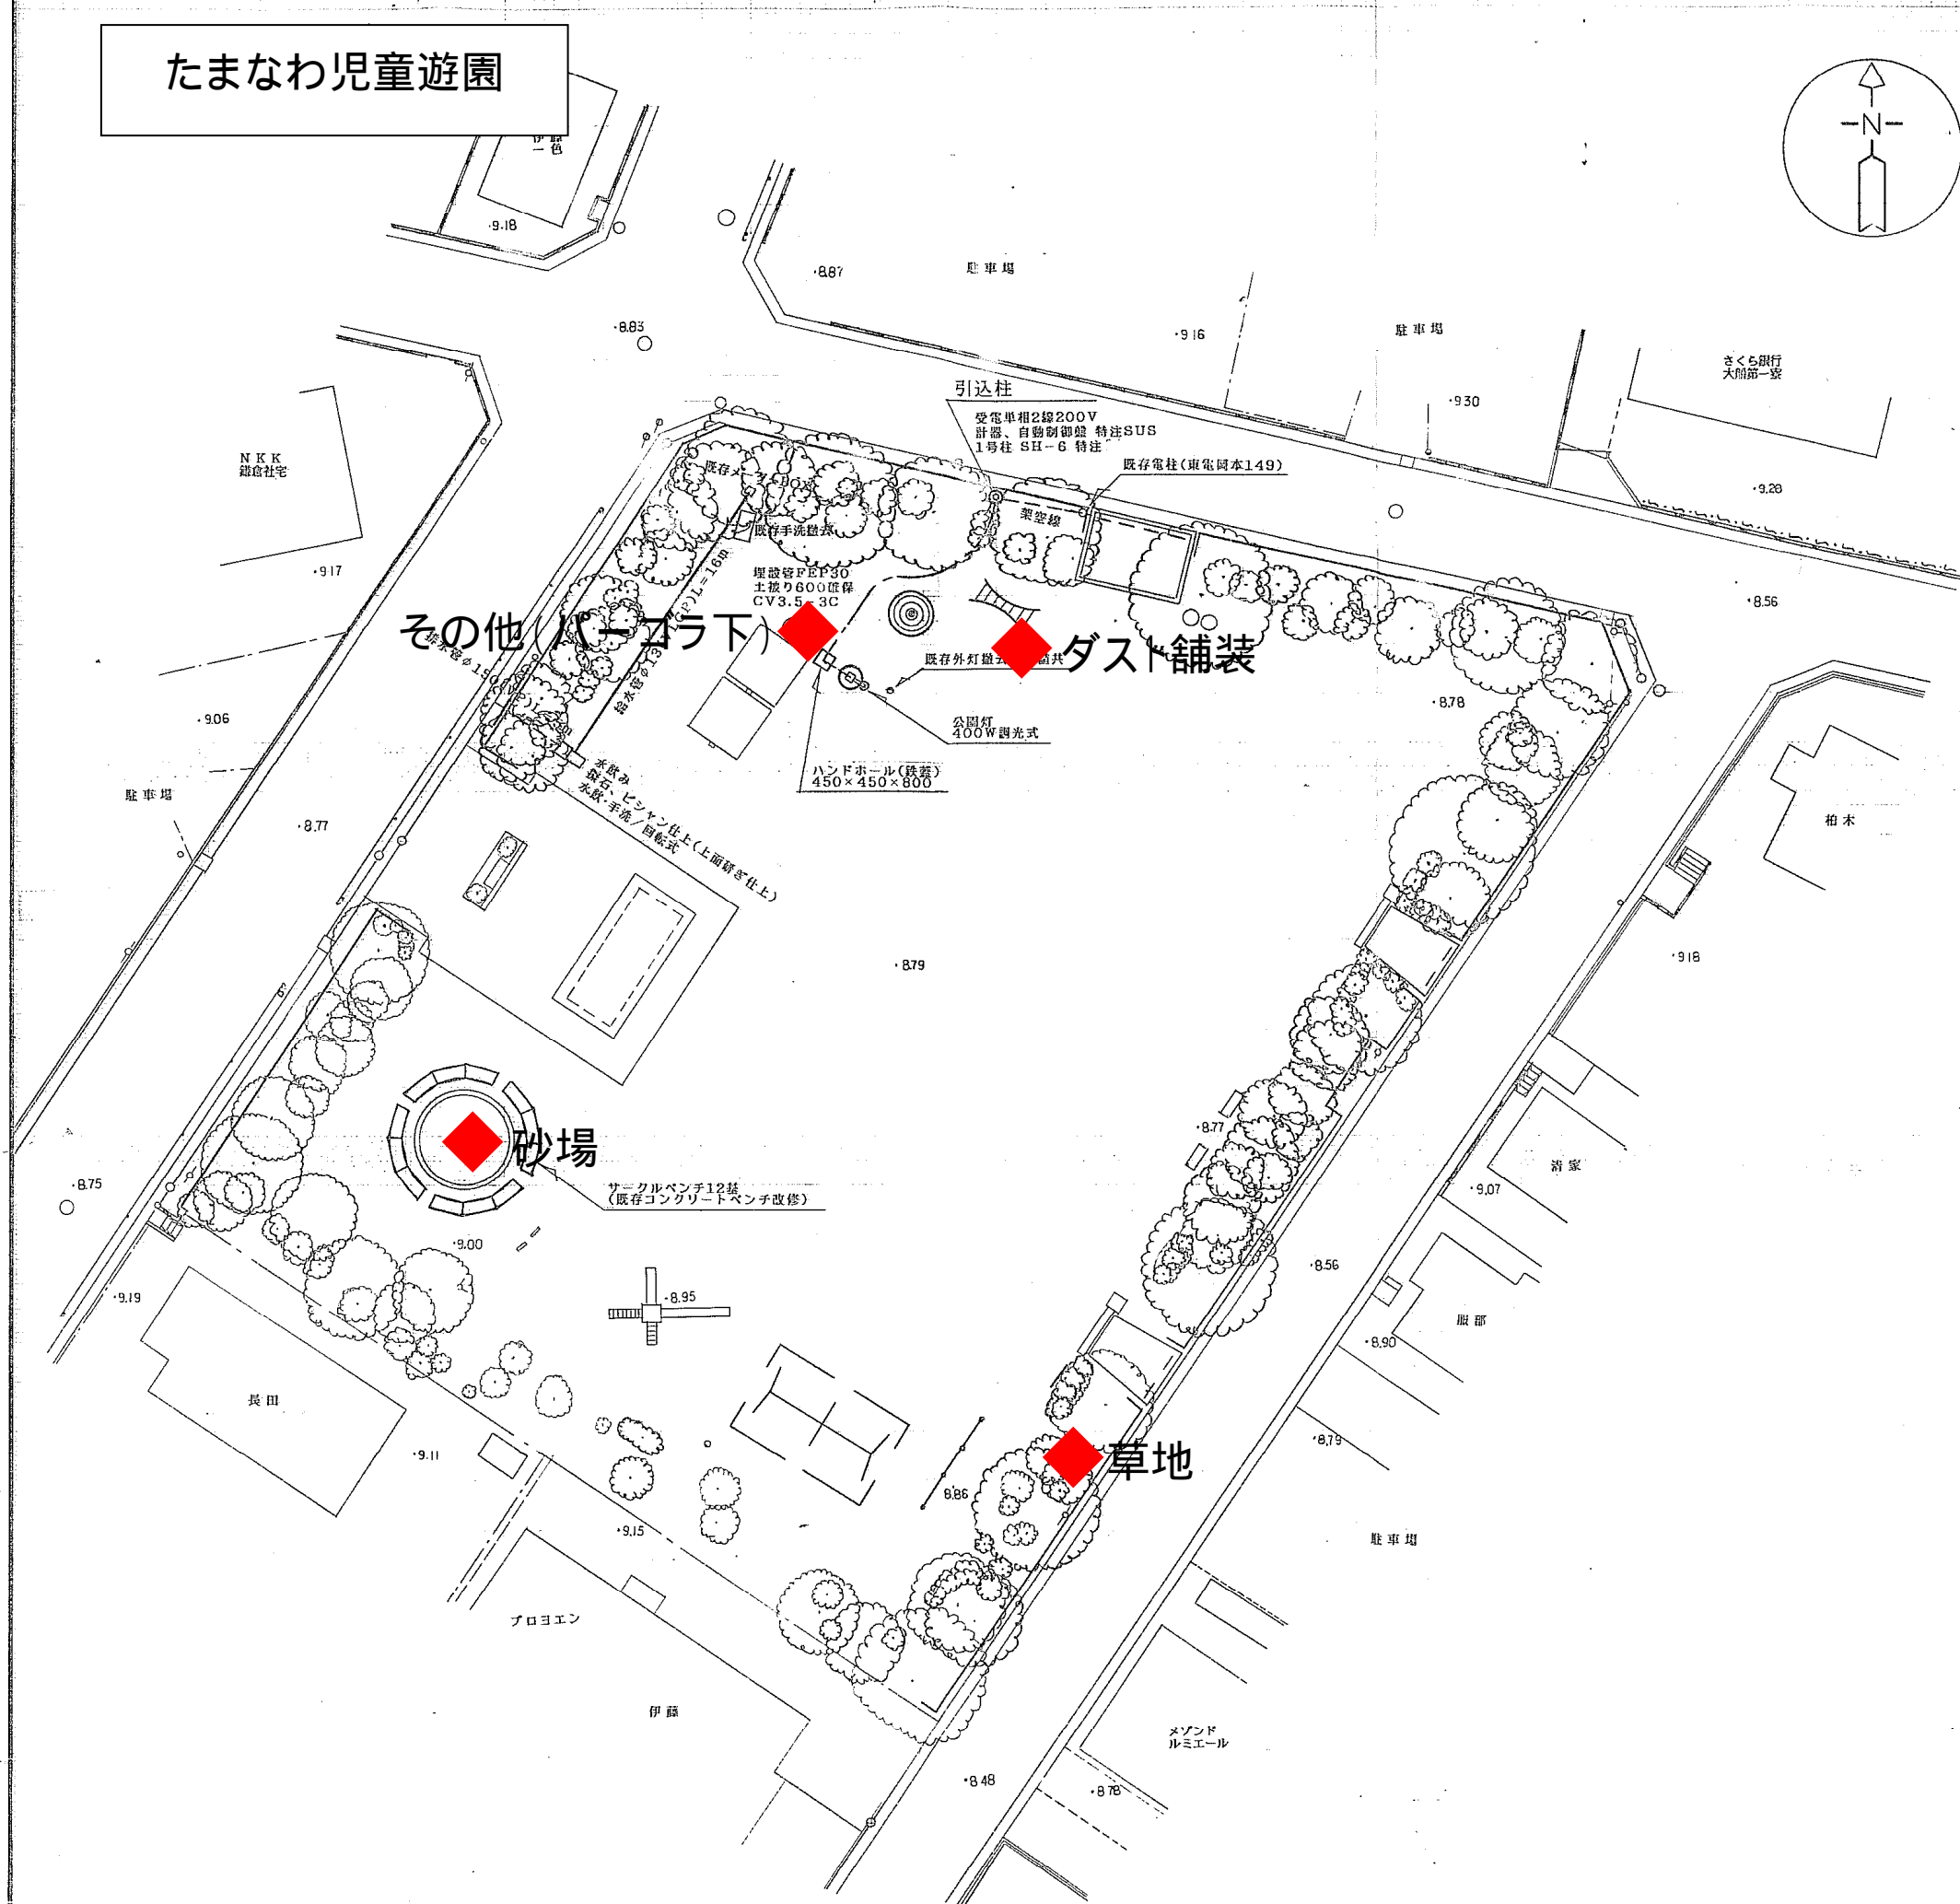 たまなわ児童遊園
N
・9.18
・8.87
駐車場
・8.83
・9.16
駐車場
さくら銀行
大船第一寮
引込柱
・9.30
受電単相2線200V
計器、自動制御盤 特注SUS
1号柱 SH-6 特注
NKK
鎌倉社宅
既存電柱(東電岡本149)
・9.28
架空線
既存手洗撤去
・9.17
埋設管FEP30
土被り600確保
CV3.5-3C
・8.56
その他(パーゴラ下)
ダスト舗装
・8.78
・9.06
公園灯
400W調光式
水飲み
擬石、ビシャン仕上(上面磨き仕上)
水飲・手洗/回転式
ハンドホール(鉄蓋)
450×450×800
駐車場
・8.77
柏木
・8.79
・9.18
・8.77
砂場
清家
・8.75
サークルベンチ12基
(既存コンクリートベンチ改修)
・9.07
・9.00
・8.56
・9.19
・8.95
服部
・8.90
長田
・8.79
・9.11
草地
8.86
・9.15
駐車場
プロヨエン
伊藤
メゾンド
ルミエール
・8.48
・8.78